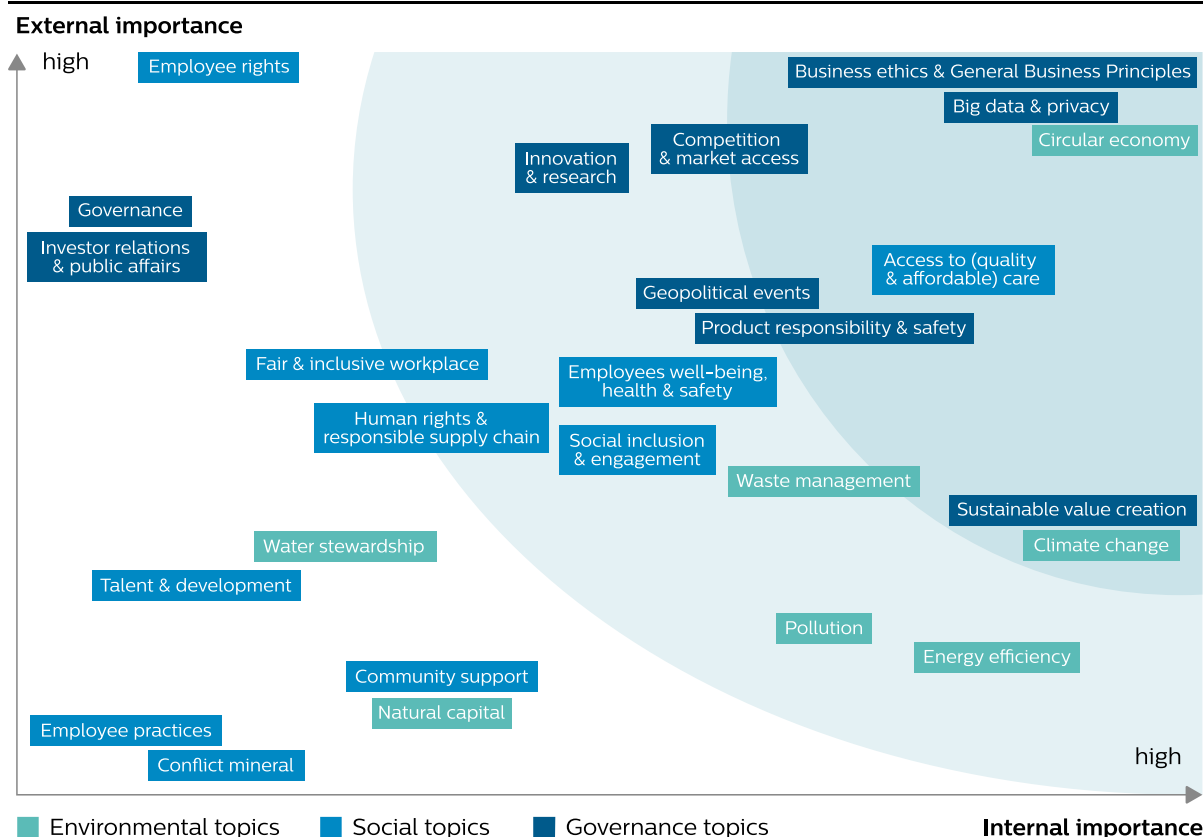 External importance
high
Employee rights
Business ethics & General Business Principles
Big data & privacy
Circular economy
Competition
& market access
Innovation
& research
Governance
Investor relations
& public affairs
Access to (quality
& affordable) care
Geopolitical events
Product responsibility & safety
Fair & inclusive workplace
Employees well-being,
health & safety
Human rights &
responsible supply chain
Social inclusion
& engagement
Waste management
Sustainable value creation
Water stewardship
Climate change
Talent & development
Pollution
Energy efficiency
Community support
Natural capital
Employee practices
Conflict mineral
high
Environmental topics
Social topics
Governance topics
Internal importance